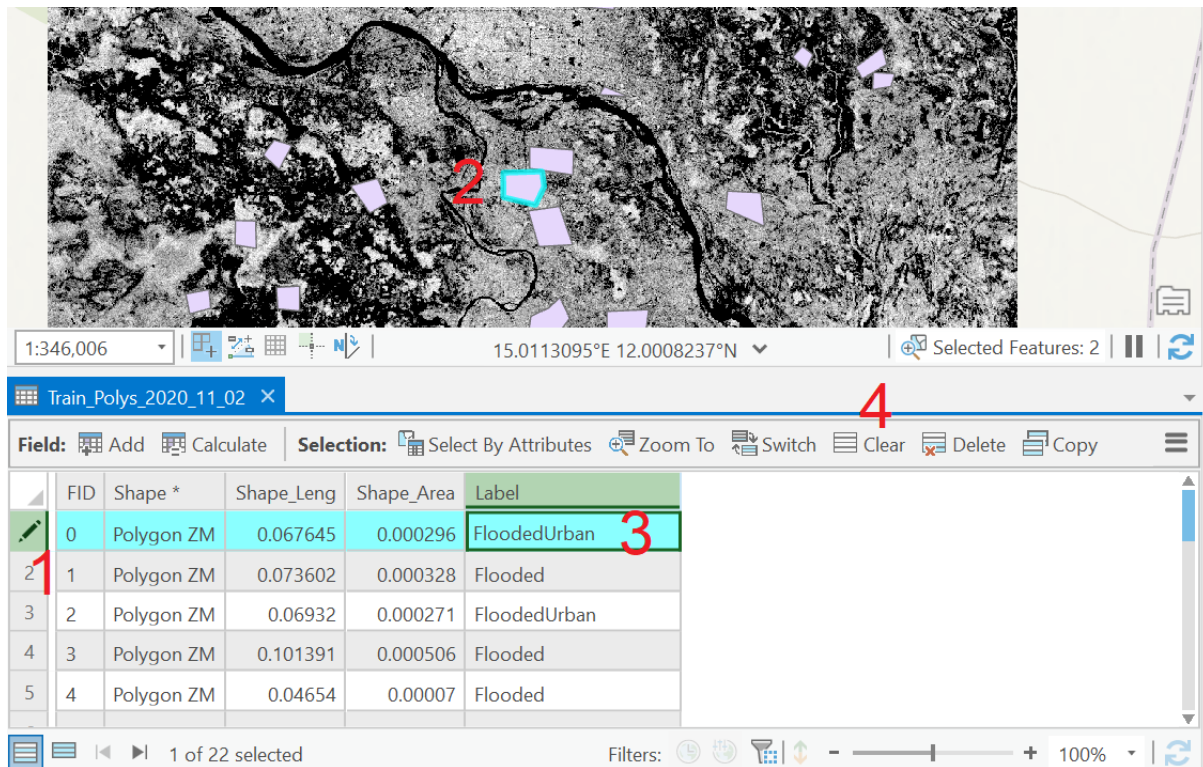 2
1:346,006
N
15.0113095°E 12.0008237°N
Selected Features: 2
Train_Polys_2020_11_02
4
Field: Add Calculate Selection: Select By Attributes Zoom To Switch Clear Delete Copy
FID Shape * Shape_Leng Shape_Area Label
0 Polygon ZM 0.067645 0.000296 FloodedUrban 3
1
2 1 Polygon ZM 0.073602 0.000328 Flooded
3 2 Polygon ZM 0.06932 0.000271 FloodedUrban
4 3 Polygon ZM 0.101391 0.000506 Flooded
5 4 Polygon ZM 0.04654 0.00007 Flooded
1 of 22 selected Filters: - + 100%